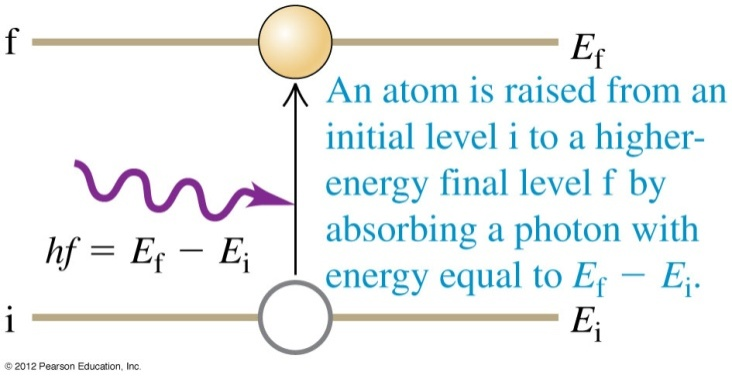 f
E_f
An atom is raised from an
initial level i to a higher-
energy final level f by
absorbing a photon with
energy equal to E_f − E_i.
hf = E_f − E_i
i
E_i
© 2012 Pearson Education, Inc.